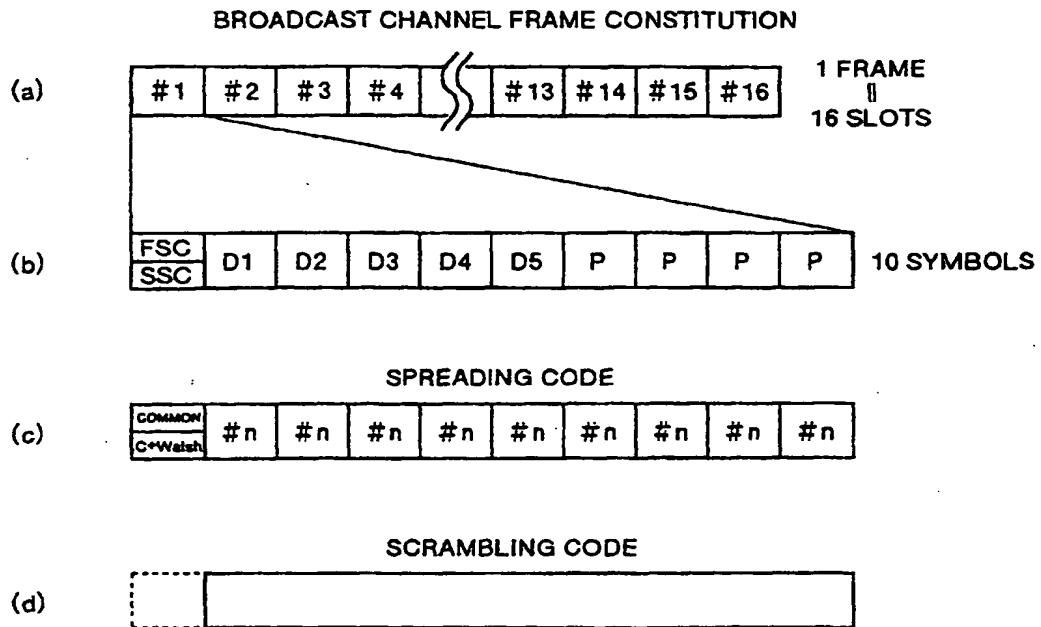 BROADCAST CHANNEL FRAME CONSTITUTION
(a) #1 #2 #3 #4 #13 #14 #15 #16 1 FRAME
||
16 SLOTS
(b) FSC SSC D1 D2 D3 D4 D5 P P P P 10 SYMBOLS
SPREADING CODE
(c) COMMON C+Walsh #n #n #n #n #n #n #n #n #n
SCRAMBLING CODE
(d)